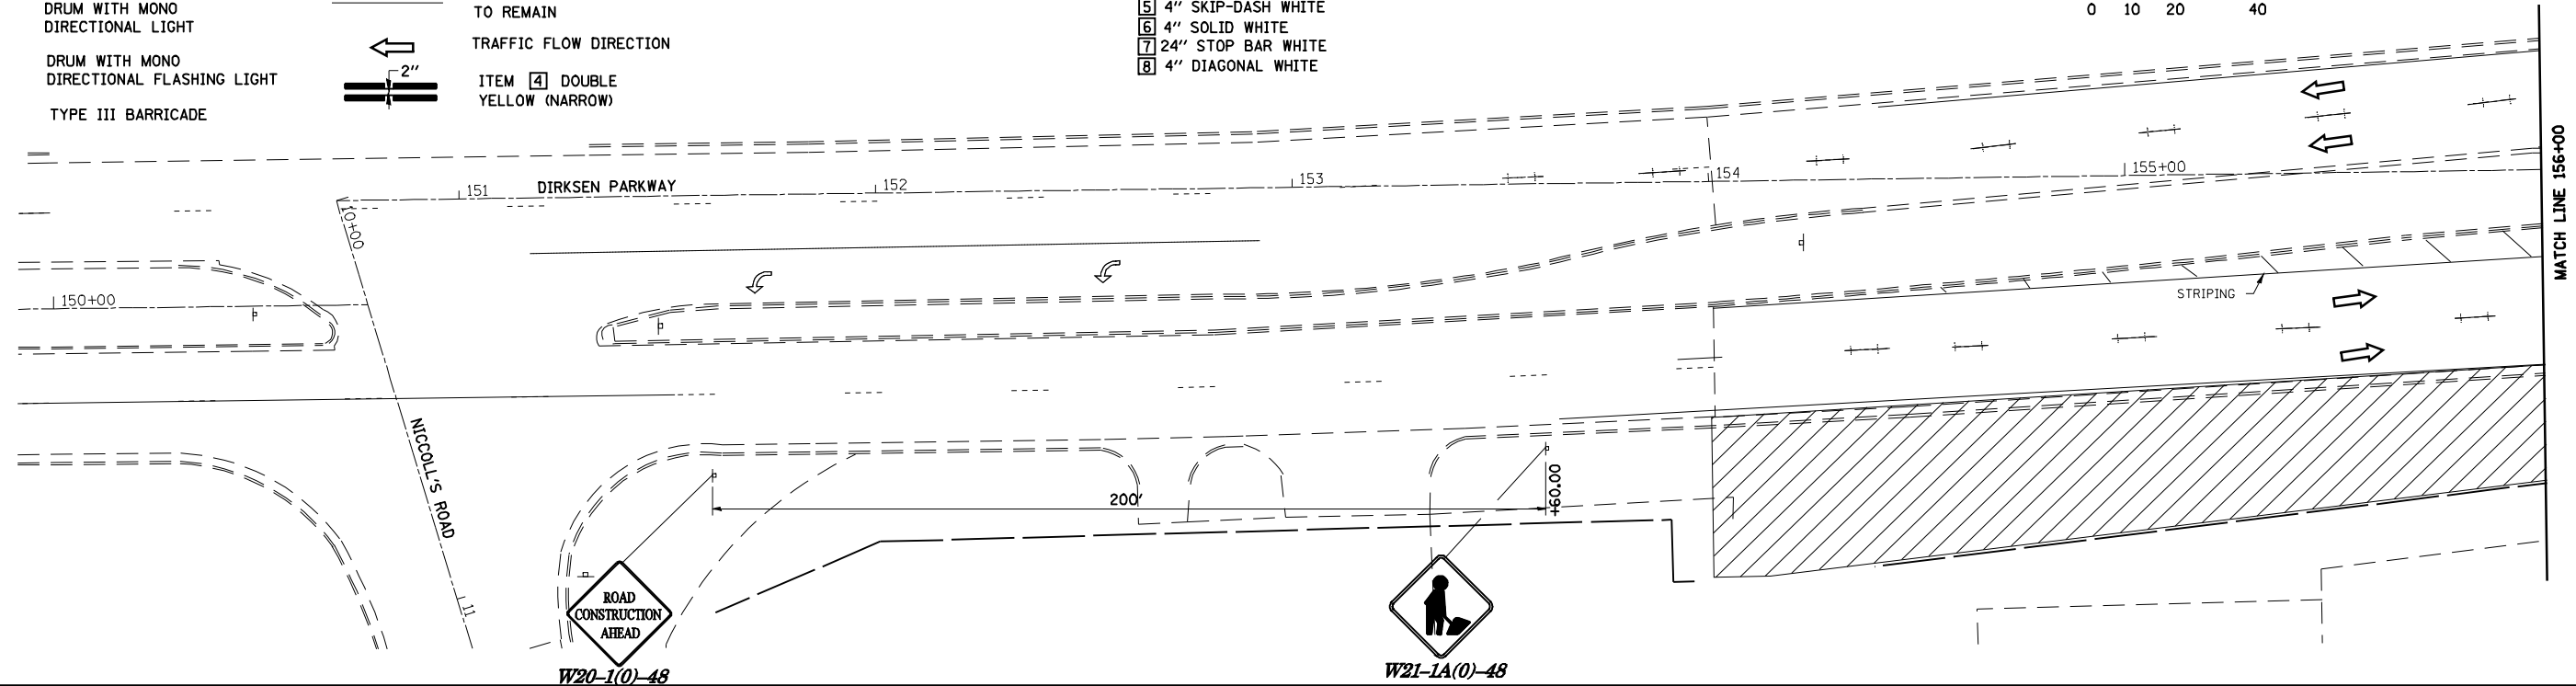 DRUM WITH MONO
DIRECTIONAL LIGHT
DRUM WITH MONO
DIRECTIONAL FLASHING LIGHT
TYPE III BARRICADE
TO REMAIN
TRAFFIC FLOW DIRECTION
2"
ITEM 4 DOUBLE
YELLOW (NARROW)
5 4" SKIP-DASH WHITE
6 4" SOLID WHITE
7 24" STOP BAR WHITE
8 4" DIAGONAL WHITE
0 10 20 40
MATCH LINE 156+00
151
DIRKSEN PARKWAY
152
153
154
155+00
10+00
150+00
STRIPING
NICCOLL'S ROAD
11
200'
+60.00
ROAD
CONSTRUCTION
AHEAD
W20-1(0)-48
W21-1A(0)-48